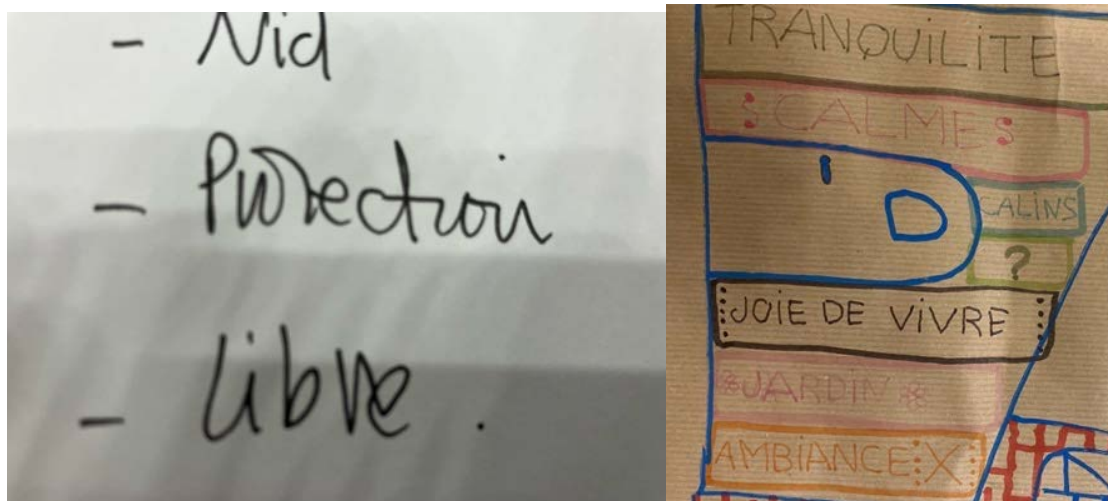 - Nid
- Protection
- Libre.
TRANQUiLiTE
CALMES
CALiNS
?
JOiE DE ViVRE
JARDiN
AMBiANCE:X: